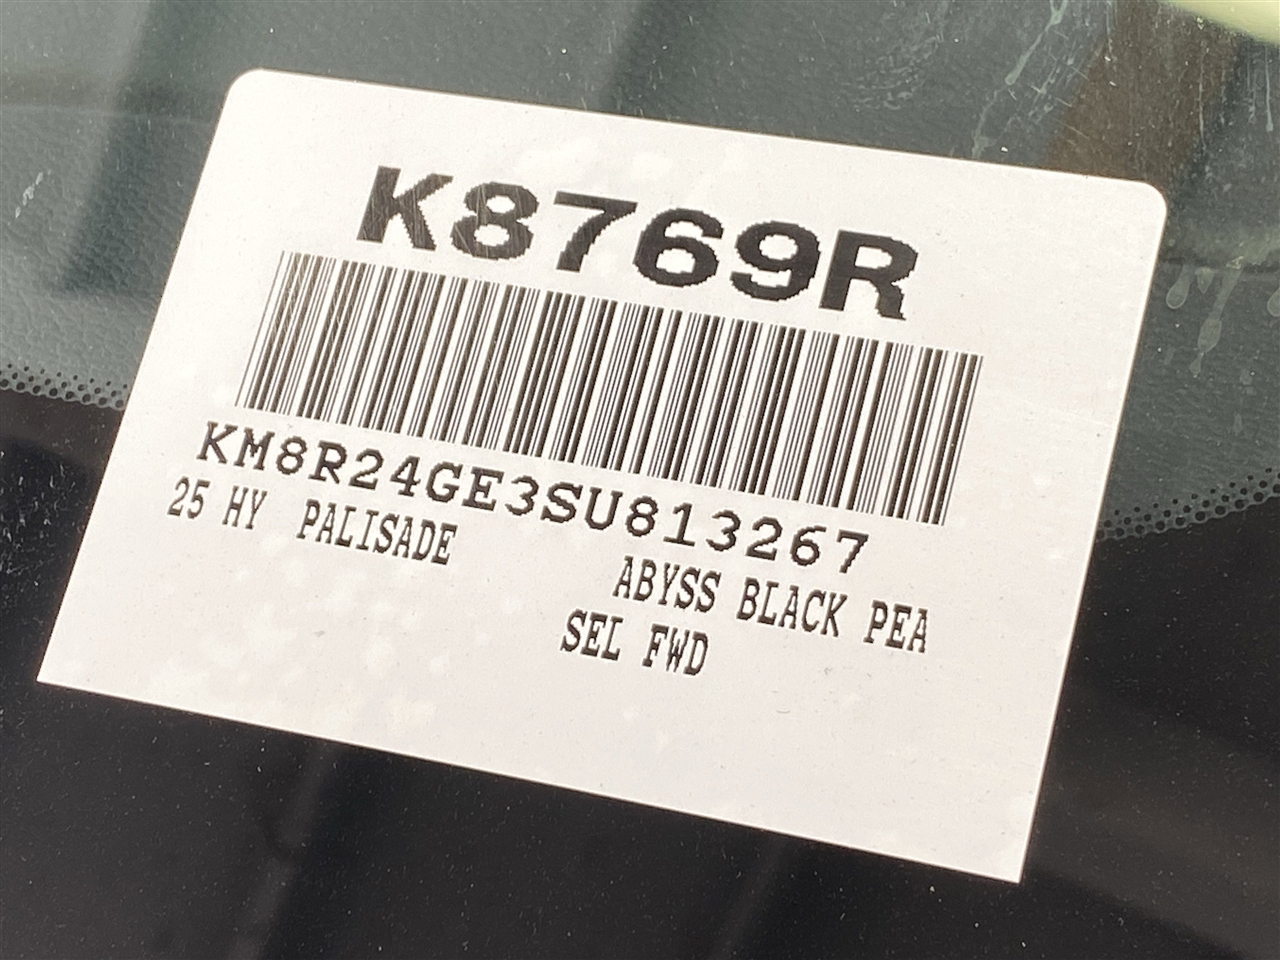 K8769R
KM8R24GE3SU813267
25 HY PALISADE
ABYSS BLACK PEA
SEL FWD